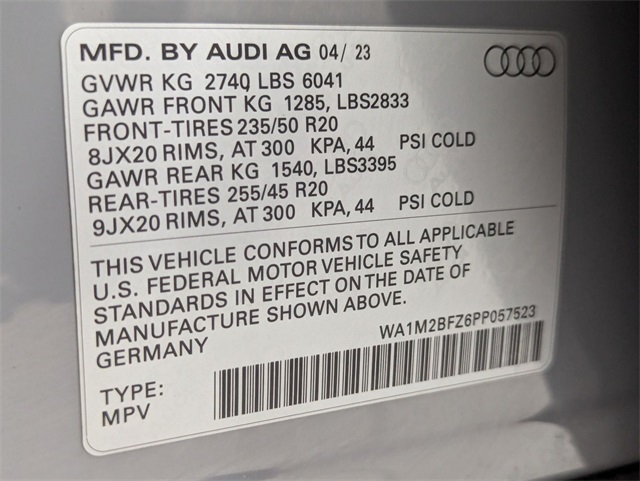 MFD. BY AUDI AG 04/ 23
GVWR KG 2740 LBS 6041
GAWR FRONT KG 1285, LBS2833
FRONT-TIRES 235/50 R20
8JX20 RIMS, AT 300 KPA, 44 PSI COLD
GAWR REAR KG 1540, LBS3395
REAR-TIRES 255/45 R20
9JX20 RIMS, AT 300 KPA, 44 PSI COLD
THIS VEHICLE CONFORMS TO ALL APPLICABLE
U.S. FEDERAL MOTOR VEHICLE SAFETY
STANDARDS IN EFFECT ON THE DATE OF
MANUFACTURE SHOWN ABOVE.
GERMANY WA1M2BFZ6PP057523
TYPE:
MPV